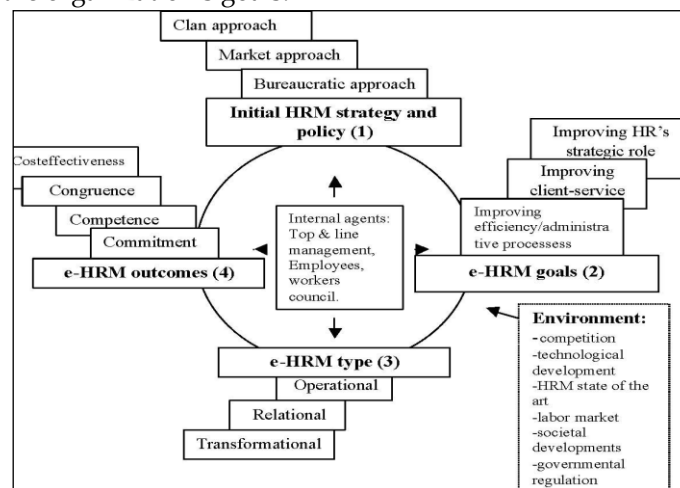 Clan approach
Market approach
Bureaucratic approach
Initial HRM strategy and
policy (1)
Improving HR's
strategic role
Improving
client-service
Improving
efficiency/administra
tive processess
e-HRM goals (2)
Costeffectiveness
Congruence
Competence
Commitment
e-HRM outcomes (4)
Internal agents:
Top & line
management,
Employees,
workers
council.
e-HRM type (3)
Operational
Relational
Transformational
Environment:
-competition
-technological
development
-HRM state of the
art
-labor market
-societal
developments
-governmental
regulation